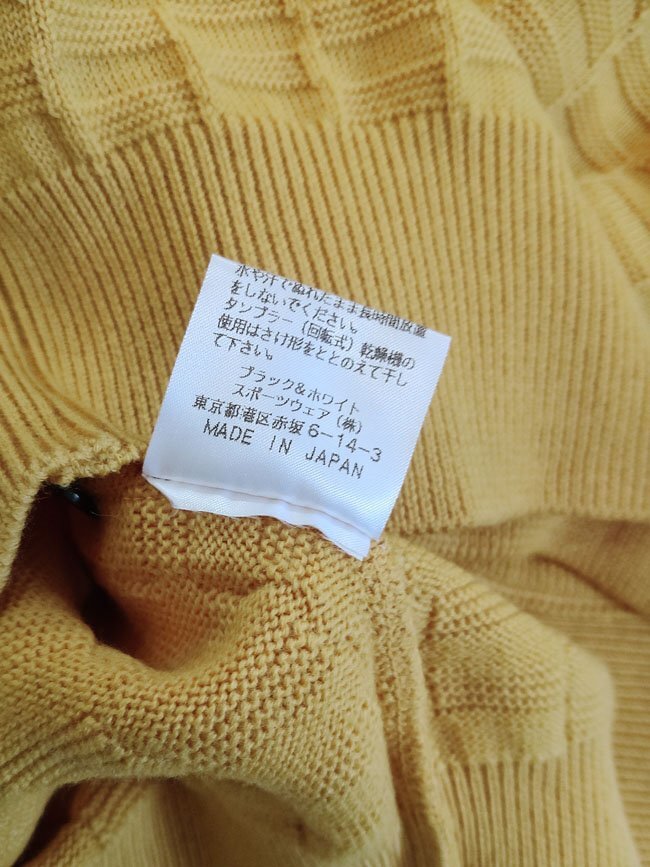 水や汗でぬれたまま長時間放置
をしないでください。
タンブラー（回転式）乾燥機の
使用はさけ形をととのえて干し
て下さい。
ブラック&ホワイト
スポーツウェア（株）
東京都港区赤坂6-14-3
MADE IN JAPAN